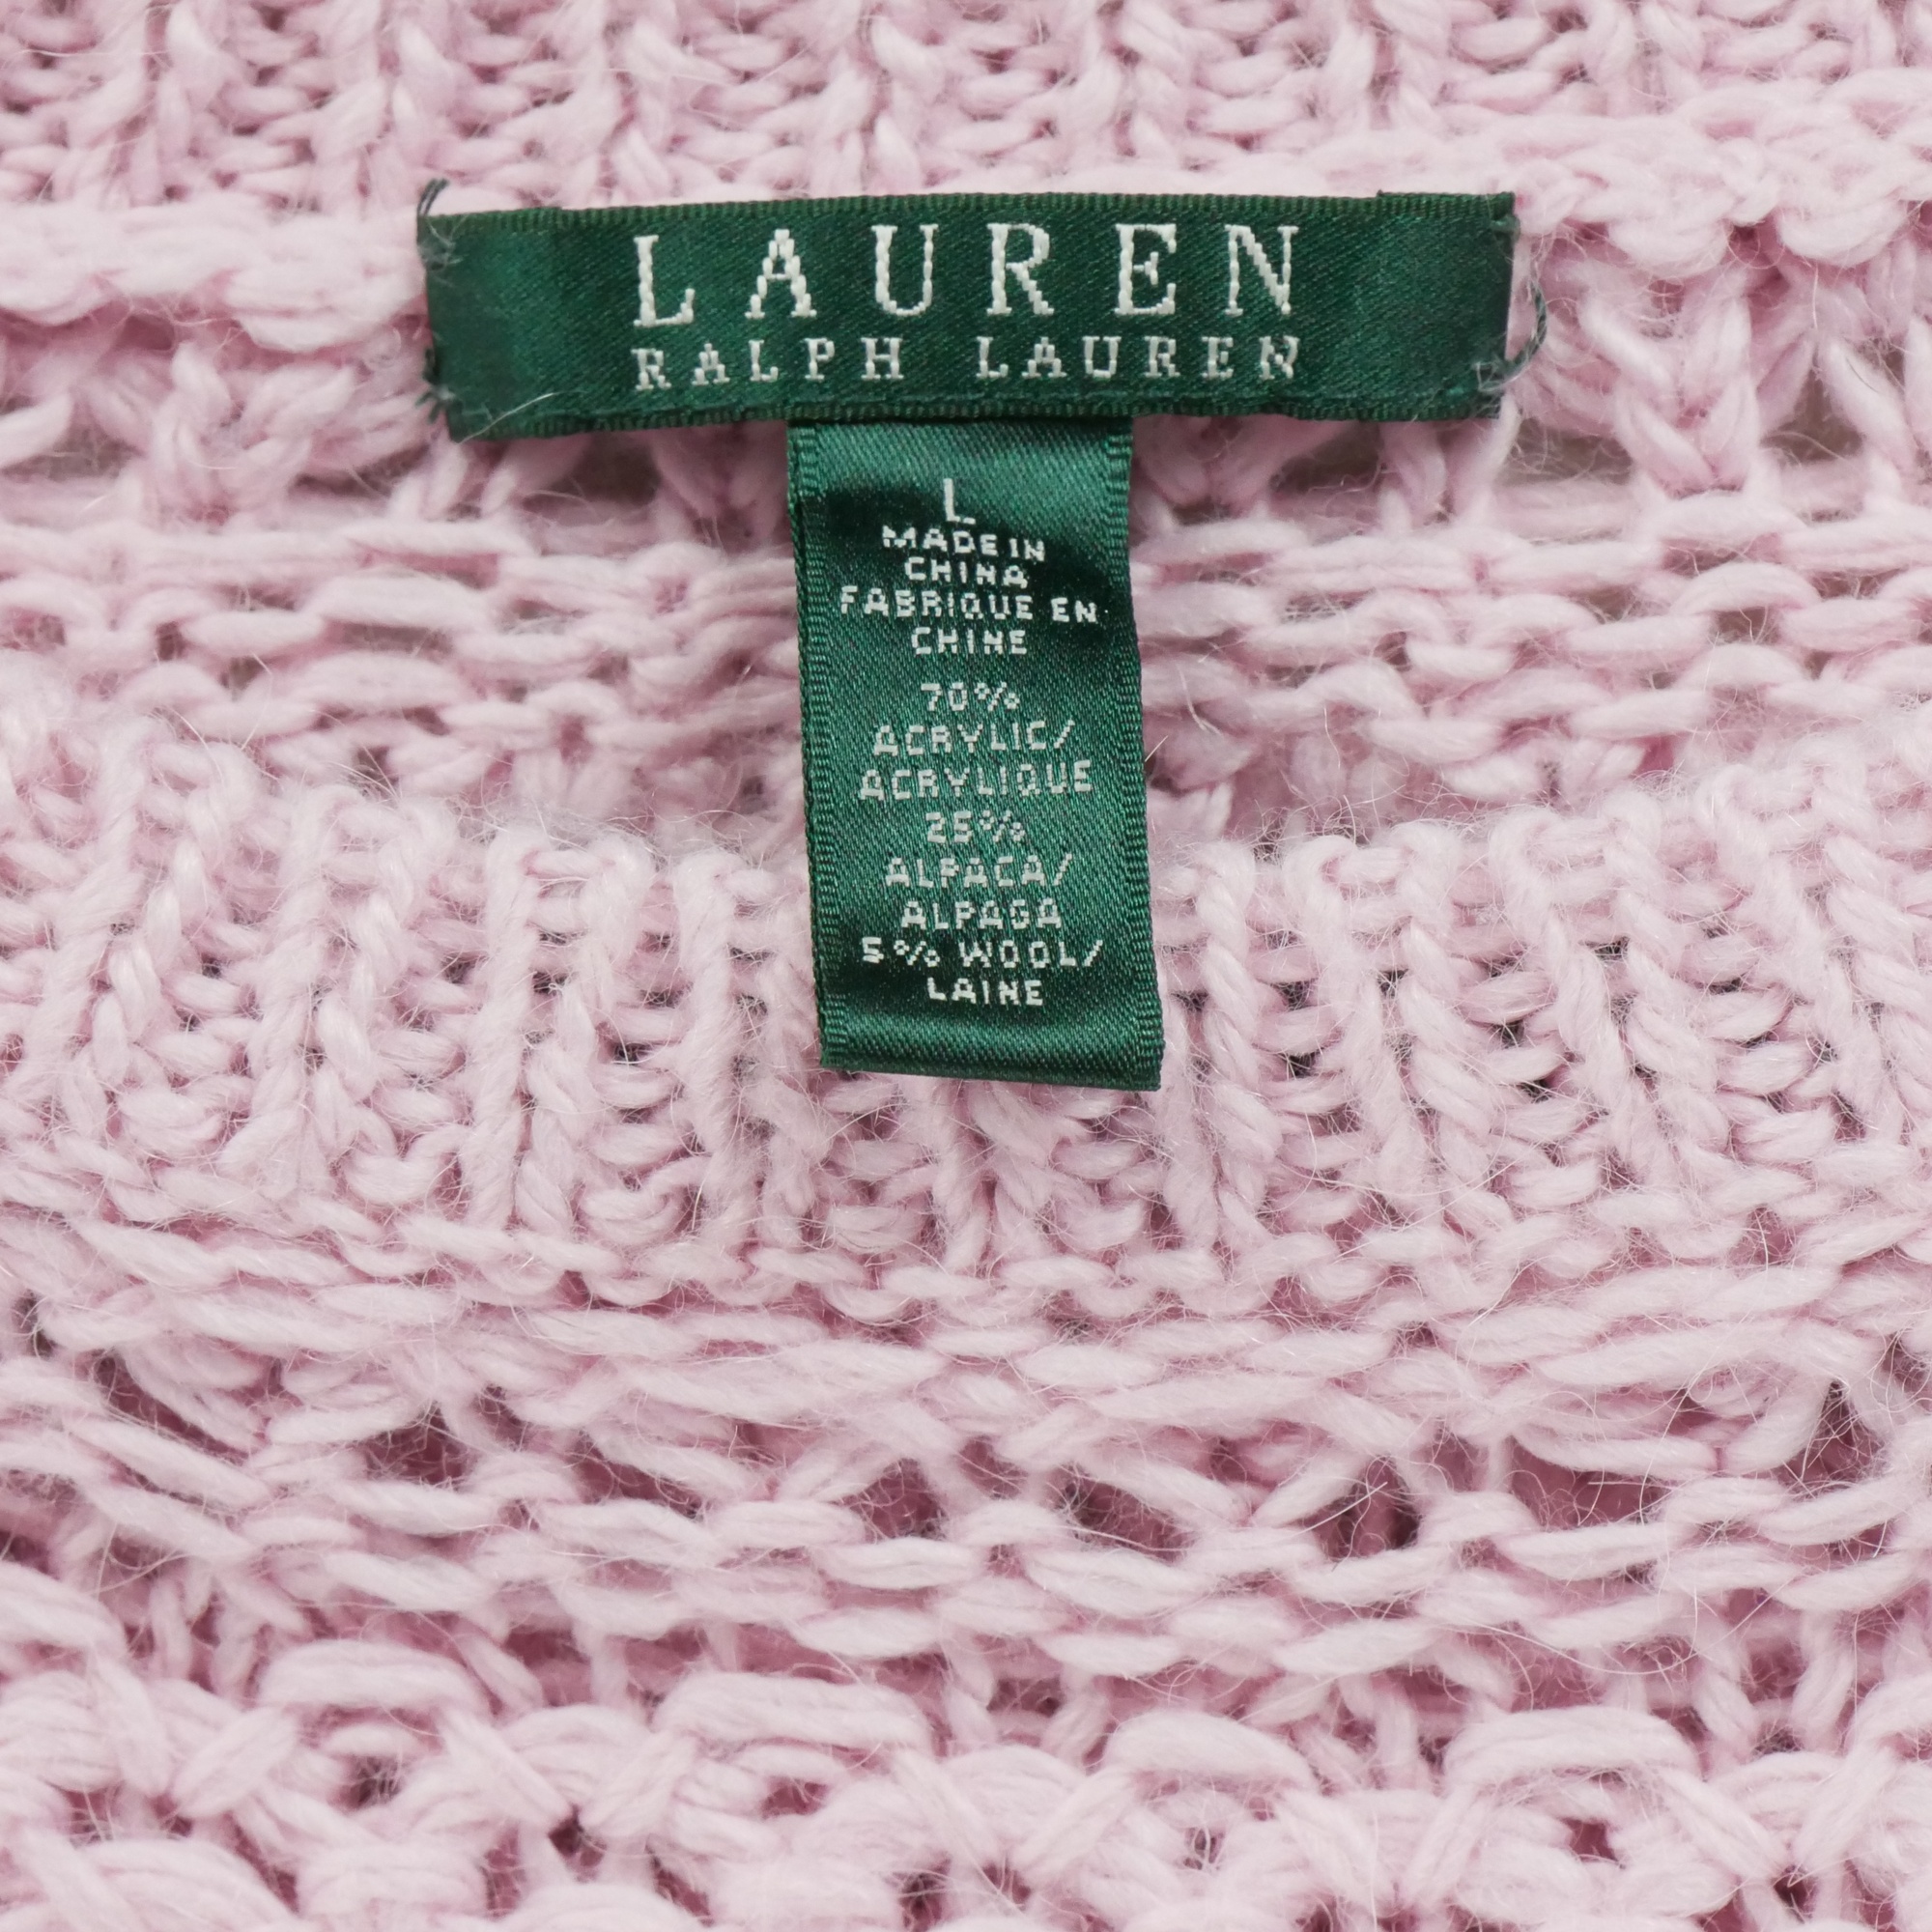 LAUREN
RALPH LAUREN
L
MADE IN
CHINA
FABRIQUE EN
CHINE
70%
ACRYLIC/
ACRYLIQUE
25%
ALPACA/
ALPAGA
5% WOOL/
LAINE